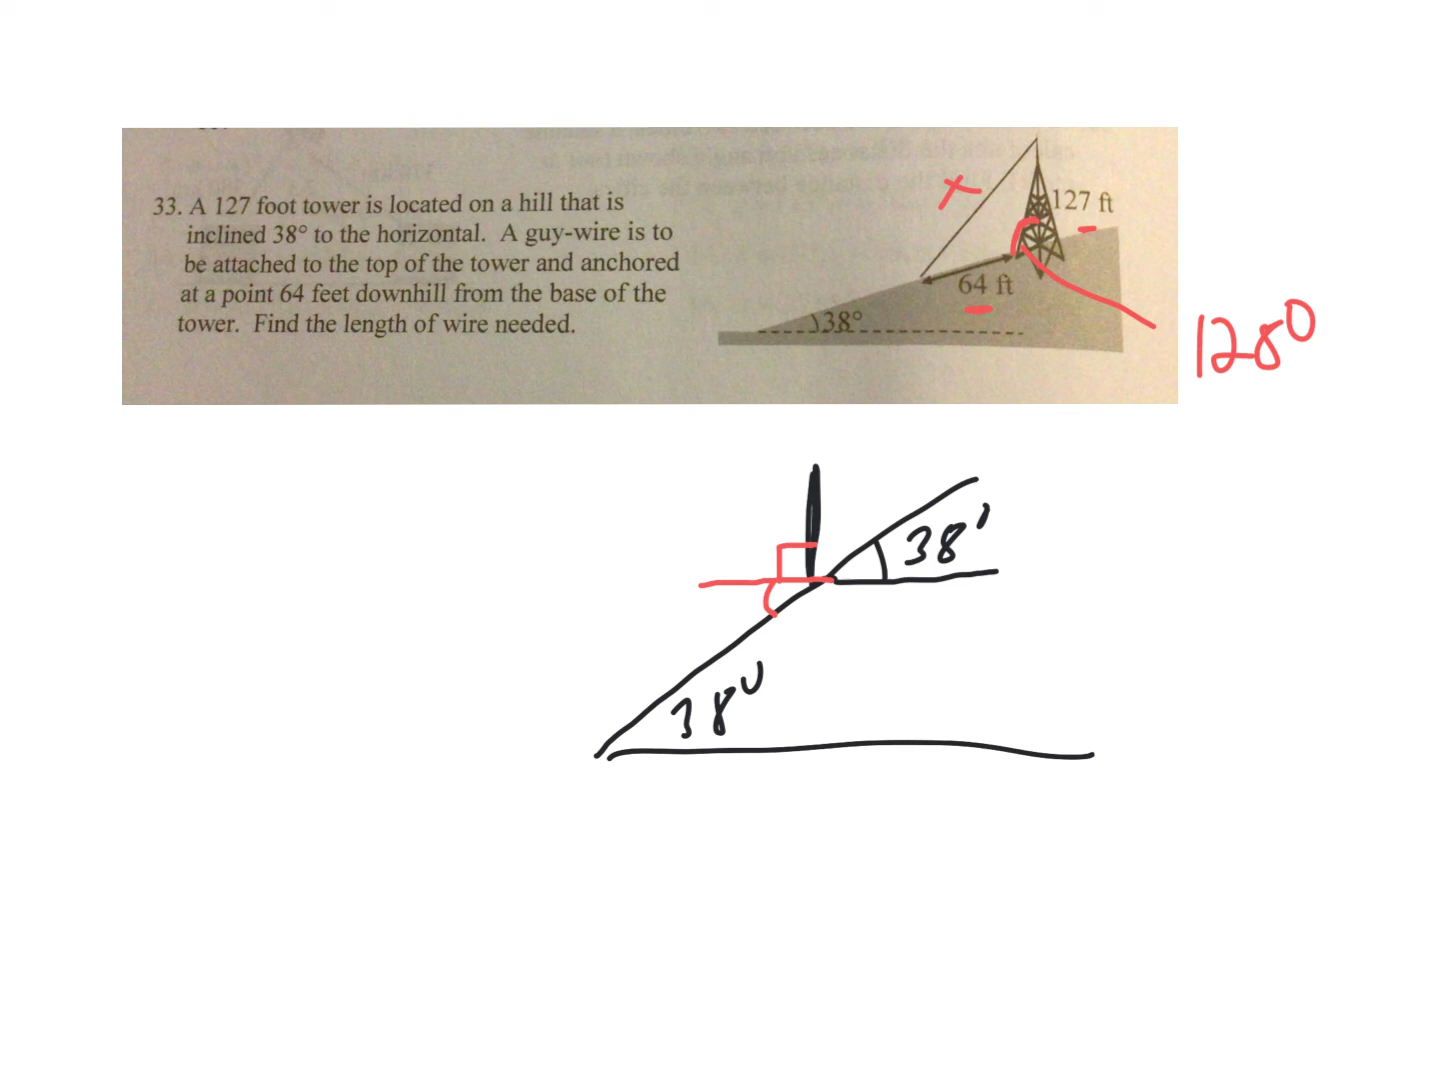 33. A 127 foot tower is located on a hill that is
inclined 38° to the horizontal. A guy-wire is to
be attached to the top of the tower and anchored
at a point 64 feet downhill from the base of the
tower. Find the length of wire needed.
x
127 ft
64 ft
38°
128°
38'
38°